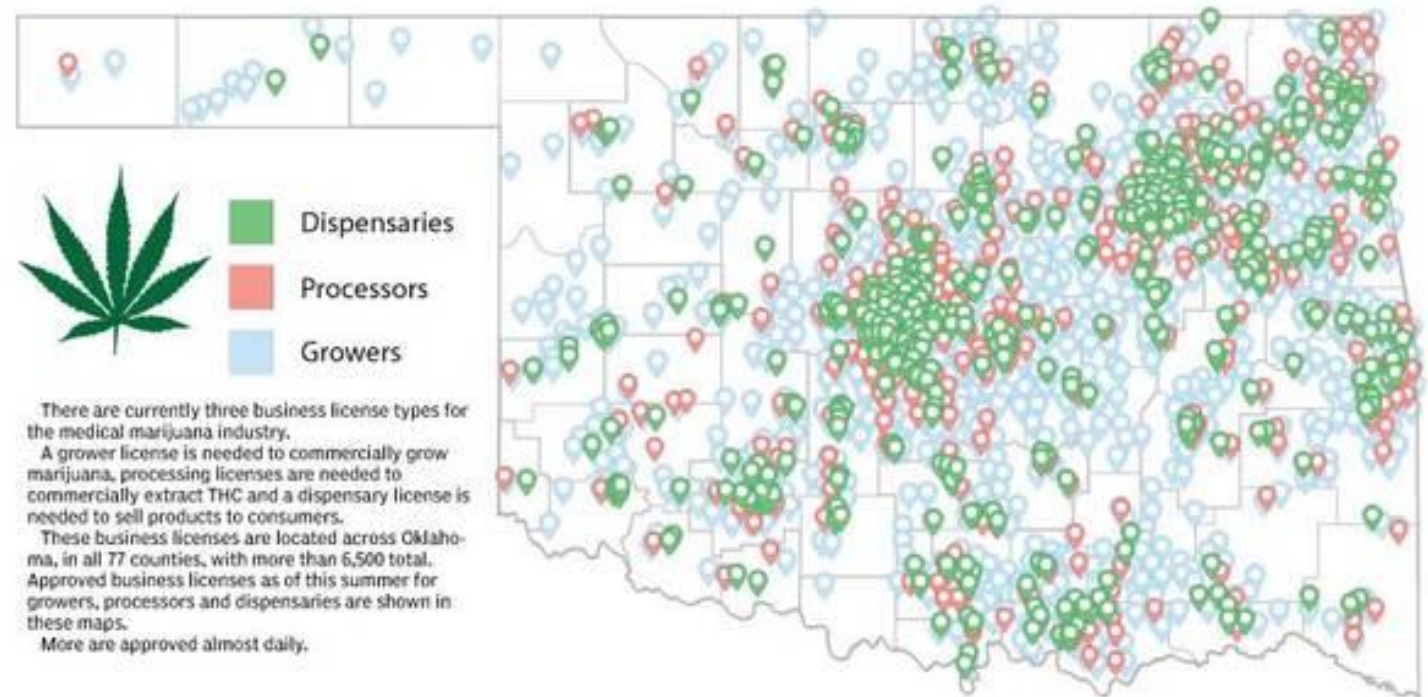 Dispensaries
Processors
Growers
There are currently three business license types for
the medical marijuana industry.
A grower license is needed to commercially grow
marijuana, processing licenses are needed to
commercially extract THC and a dispensary license is
needed to sell products to consumers.
These business licenses are located across Oklaho-
ma, in all 77 counties, with more than 6,500 total.
Approved business licenses as of this summer for
growers, processors and dispensaries are shown in
these maps.
More are approved almost daily.